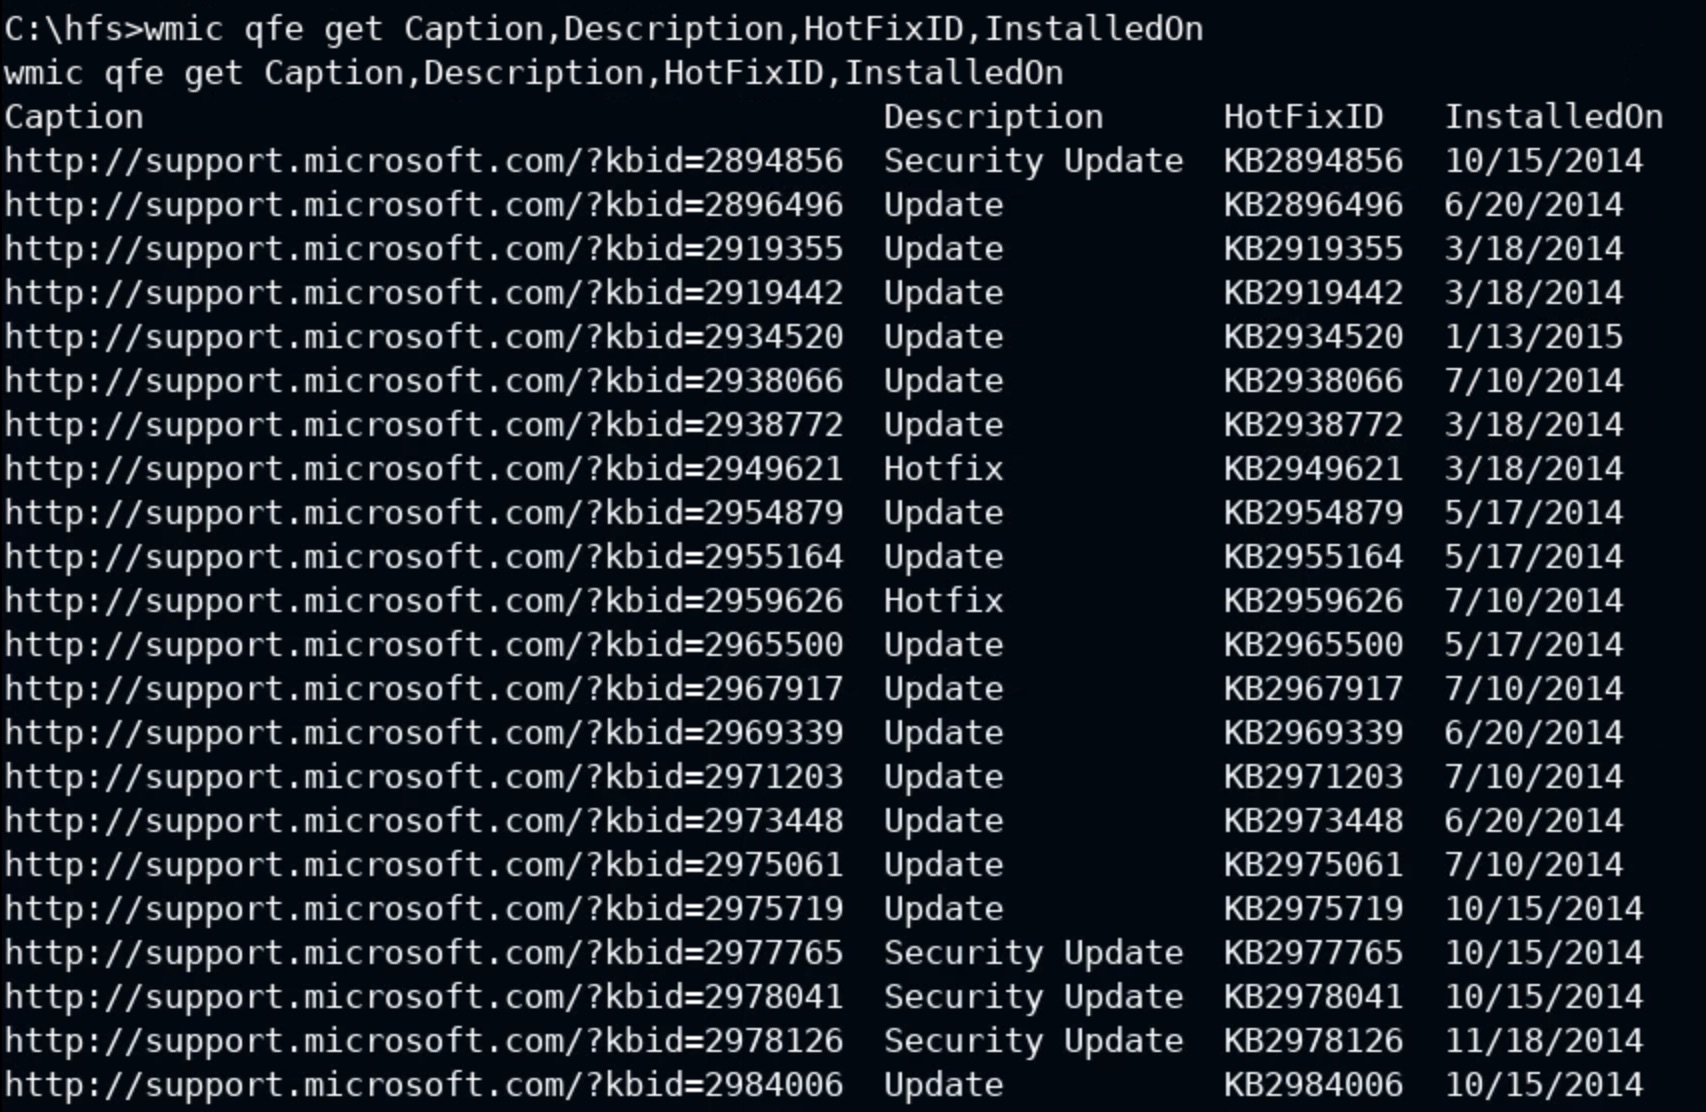 C:\hfs>wmic qfe get Caption,Description,HotFixID,InstalledOn
wmic qfe get Caption,Description,HotFixID,InstalledOn
Caption Description HotFixID InstalledOn
http://support.microsoft.com/?kbid=2894856 Security Update KB2894856 10/15/2014
http://support.microsoft.com/?kbid=2896496 Update KB2896496 6/20/2014
http://support.microsoft.com/?kbid=2919355 Update KB2919355 3/18/2014
http://support.microsoft.com/?kbid=2919442 Update KB2919442 3/18/2014
http://support.microsoft.com/?kbid=2934520 Update KB2934520 1/13/2015
http://support.microsoft.com/?kbid=2938066 Update KB2938066 7/10/2014
http://support.microsoft.com/?kbid=2938772 Update KB2938772 3/18/2014
http://support.microsoft.com/?kbid=2949621 Hotfix KB2949621 3/18/2014
http://support.microsoft.com/?kbid=2954879 Update KB2954879 5/17/2014
http://support.microsoft.com/?kbid=2955164 Update KB2955164 5/17/2014
http://support.microsoft.com/?kbid=2959626 Hotfix KB2959626 7/10/2014
http://support.microsoft.com/?kbid=2965500 Update KB2965500 5/17/2014
http://support.microsoft.com/?kbid=2967917 Update KB2967917 7/10/2014
http://support.microsoft.com/?kbid=2969339 Update KB2969339 6/20/2014
http://support.microsoft.com/?kbid=2971203 Update KB2971203 7/10/2014
http://support.microsoft.com/?kbid=2973448 Update KB2973448 6/20/2014
http://support.microsoft.com/?kbid=2975061 Update KB2975061 7/10/2014
http://support.microsoft.com/?kbid=2975719 Update KB2975719 10/15/2014
http://support.microsoft.com/?kbid=2977765 Security Update KB2977765 10/15/2014
http://support.microsoft.com/?kbid=2978041 Security Update KB2978041 10/15/2014
http://support.microsoft.com/?kbid=2978126 Security Update KB2978126 11/18/2014
http://support.microsoft.com/?kbid=2984006 Update KB2984006 10/15/2014